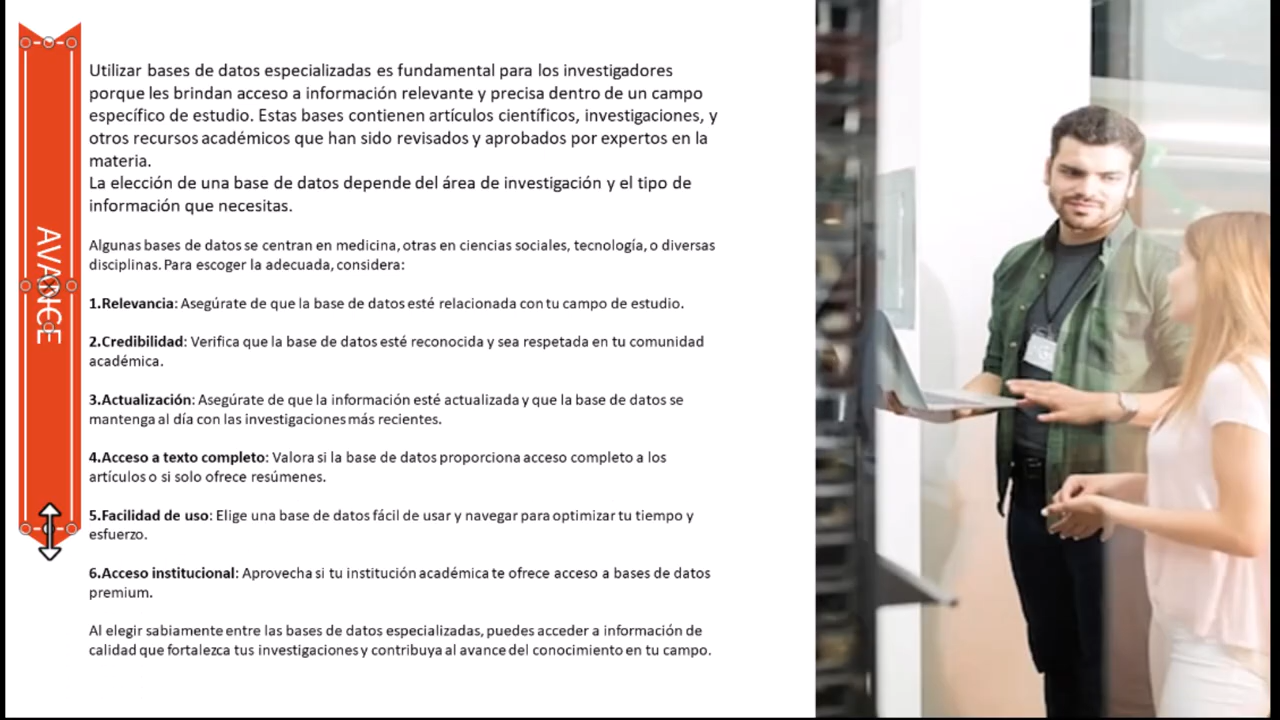 AVANCE
Utilizar bases de datos especializadas es fundamental para los investigadores
porque les brindan acceso a información relevante y precisa dentro de un campo
específico de estudio. Estas bases contienen artículos científicos, investigaciones, y
otros recursos académicos que han sido revisados y aprobados por expertos en la
materia.
La elección de una base de datos depende del área de investigación y el tipo de
información que necesitas.
Algunas bases de datos se centran en medicina, otras en ciencias sociales, tecnología, o diversas
disciplinas. Para escoger la adecuada, considera:
1.Relevancia: Asegúrate de que la base de datos esté relacionada con tu campo de estudio.
2.Credibilidad: Verifica que la base de datos esté reconocida y sea respetada en tu comunidad
académica.
3.Actualización: Asegúrate de que la información esté actualizada y que la base de datos se
mantenga al día con las investigaciones más recientes.
4.Acceso a texto completo: Valora si la base de datos proporciona acceso completo a los
artículos o si solo ofrece resúmenes.
5.Facilidad de uso: Elige una base de datos fácil de usar y navegar para optimizar tu tiempo y
esfuerzo.
6.Acceso institucional: Aprovecha si tu institución académica te ofrece acceso a bases de datos
premium.
Al elegir sabiamente entre las bases de datos especializadas, puedes acceder a información de
calidad que fortalezca tus investigaciones y contribuya al avance del conocimiento en tu campo.